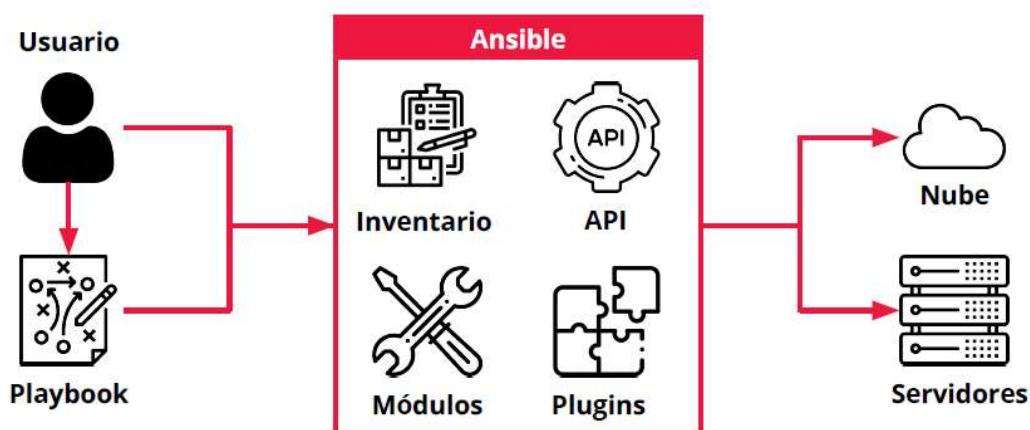 Usuario
Playbook
Ansible
Inventario
API
API
Módulos
Plugins
Nube
Servidores